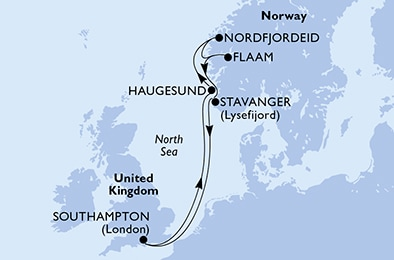 Norway
NORDFJORDEID
FLAAM
HAUGESUND
STAVANGER
(Lysefijord)
North
Sea
United
Kingdom
SOUTHAMPTON
(London)